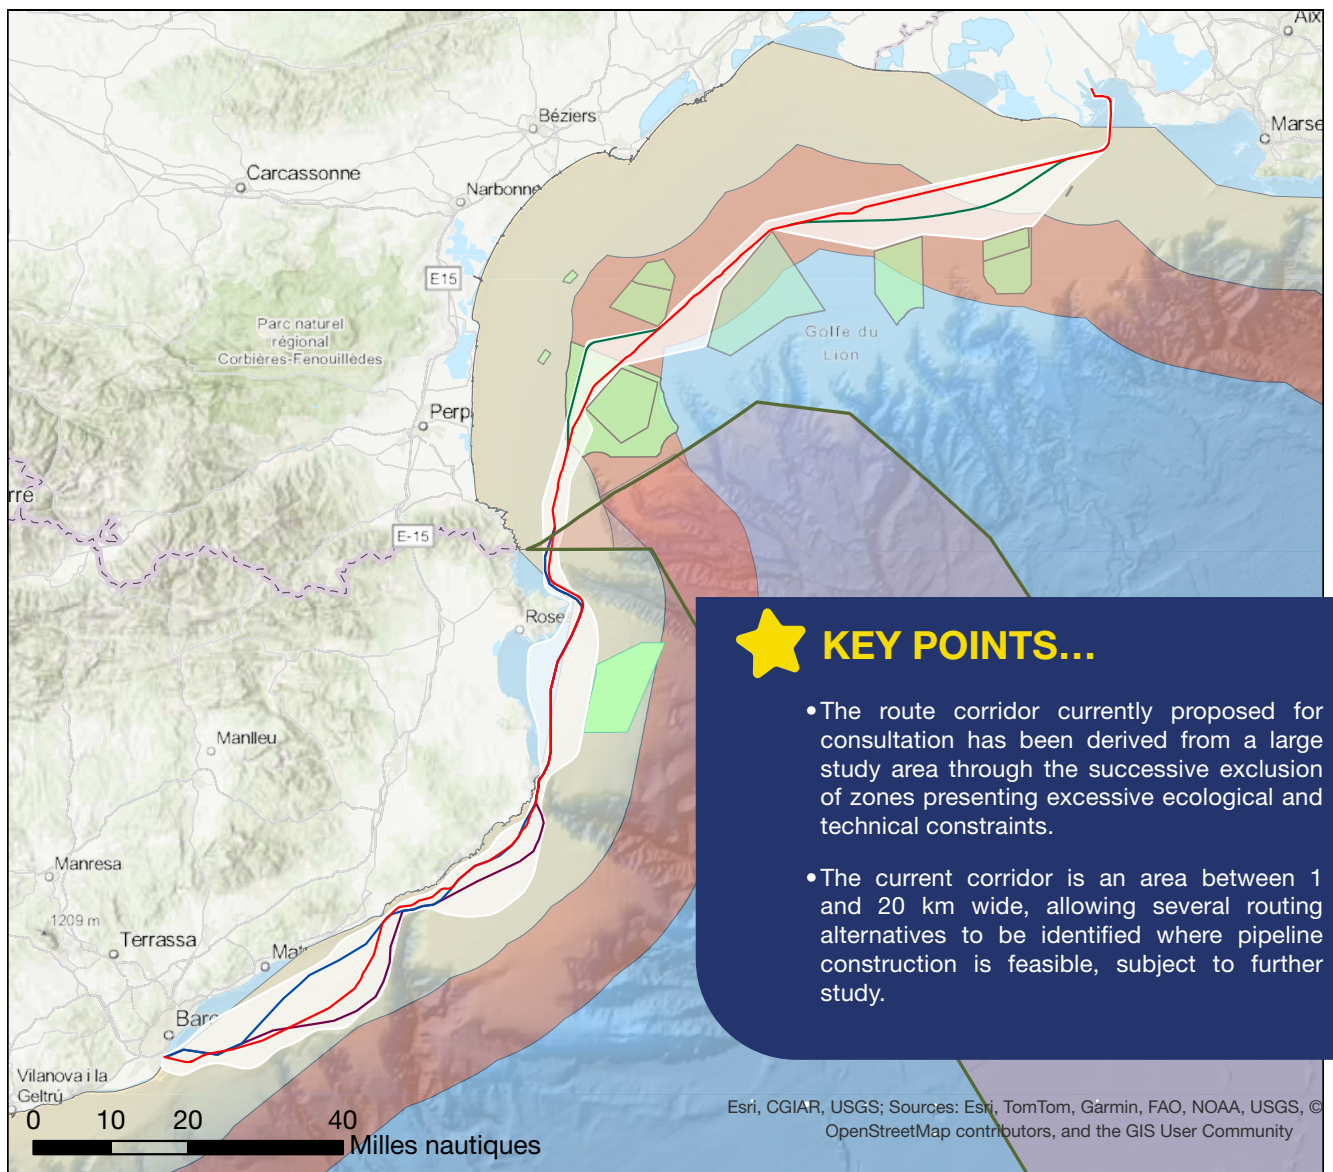 Aix
Béziers
Marse
Carcassonne
Narbonne
E15
Parc naturel
régional
Corbières-Fenouillèdes
Golfe du
Lion
Perp
rre
E-15
Rose
KEY POINTS...
•The route corridor currently proposed for
consultation has been derived from a large
study area through the successive exclusion
of zones presenting excessive ecological and
technical constraints.
•The current corridor is an area between 1
and 20 km wide, allowing several routing
alternatives to be identified where pipeline
construction is feasible, subject to further
study.
Manlleu
Manresa
1209 m
Terrassa
Mat
Barc
Vilanova i la
Geltrú
0 10 20 40
Milles nautiques
Esri, CGIAR, USGS; Sources: Esri, TomTom, Garmin, FAO, NOAA, USGS, ©
OpenStreetMap contributors, and the GIS User Community